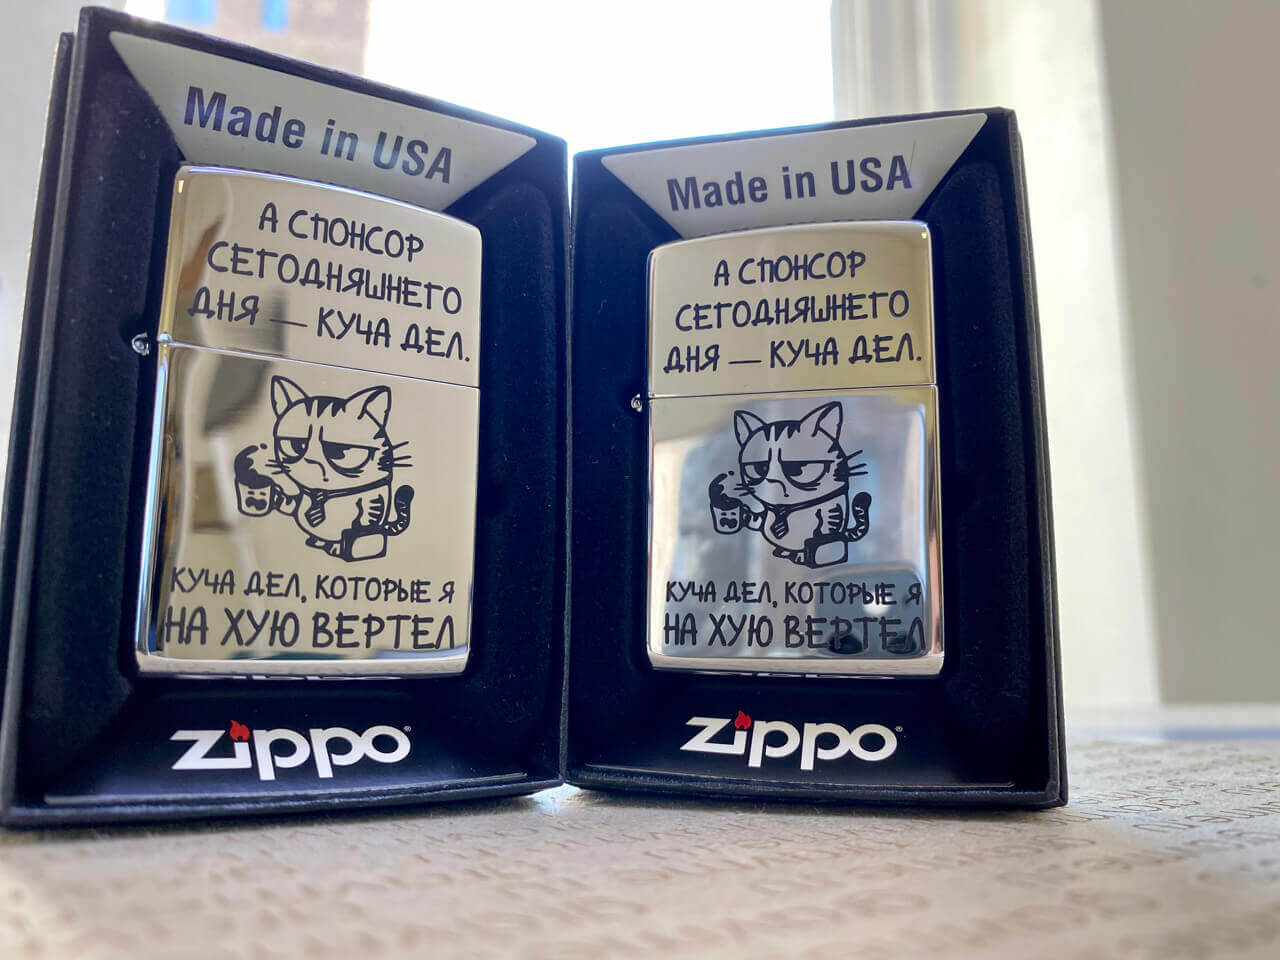 Made in USA
А СПОНСОР
СЕГОДНЯШНЕГО
ДНЯ — КУЧА ДЕЛ.
КУЧА ДЕЛ, КОТОРЫЕ Я
НА ХУЮ ВЕРТЕЛ
zippo®
Made in USA
А СПОНСОР
СЕГОДНЯШНЕГО
ДНЯ — КУЧА ДЕЛ.
КУЧА ДЕЛ, КОТОРЫЕ Я
НА ХУЮ ВЕРТЕЛ
zippo®